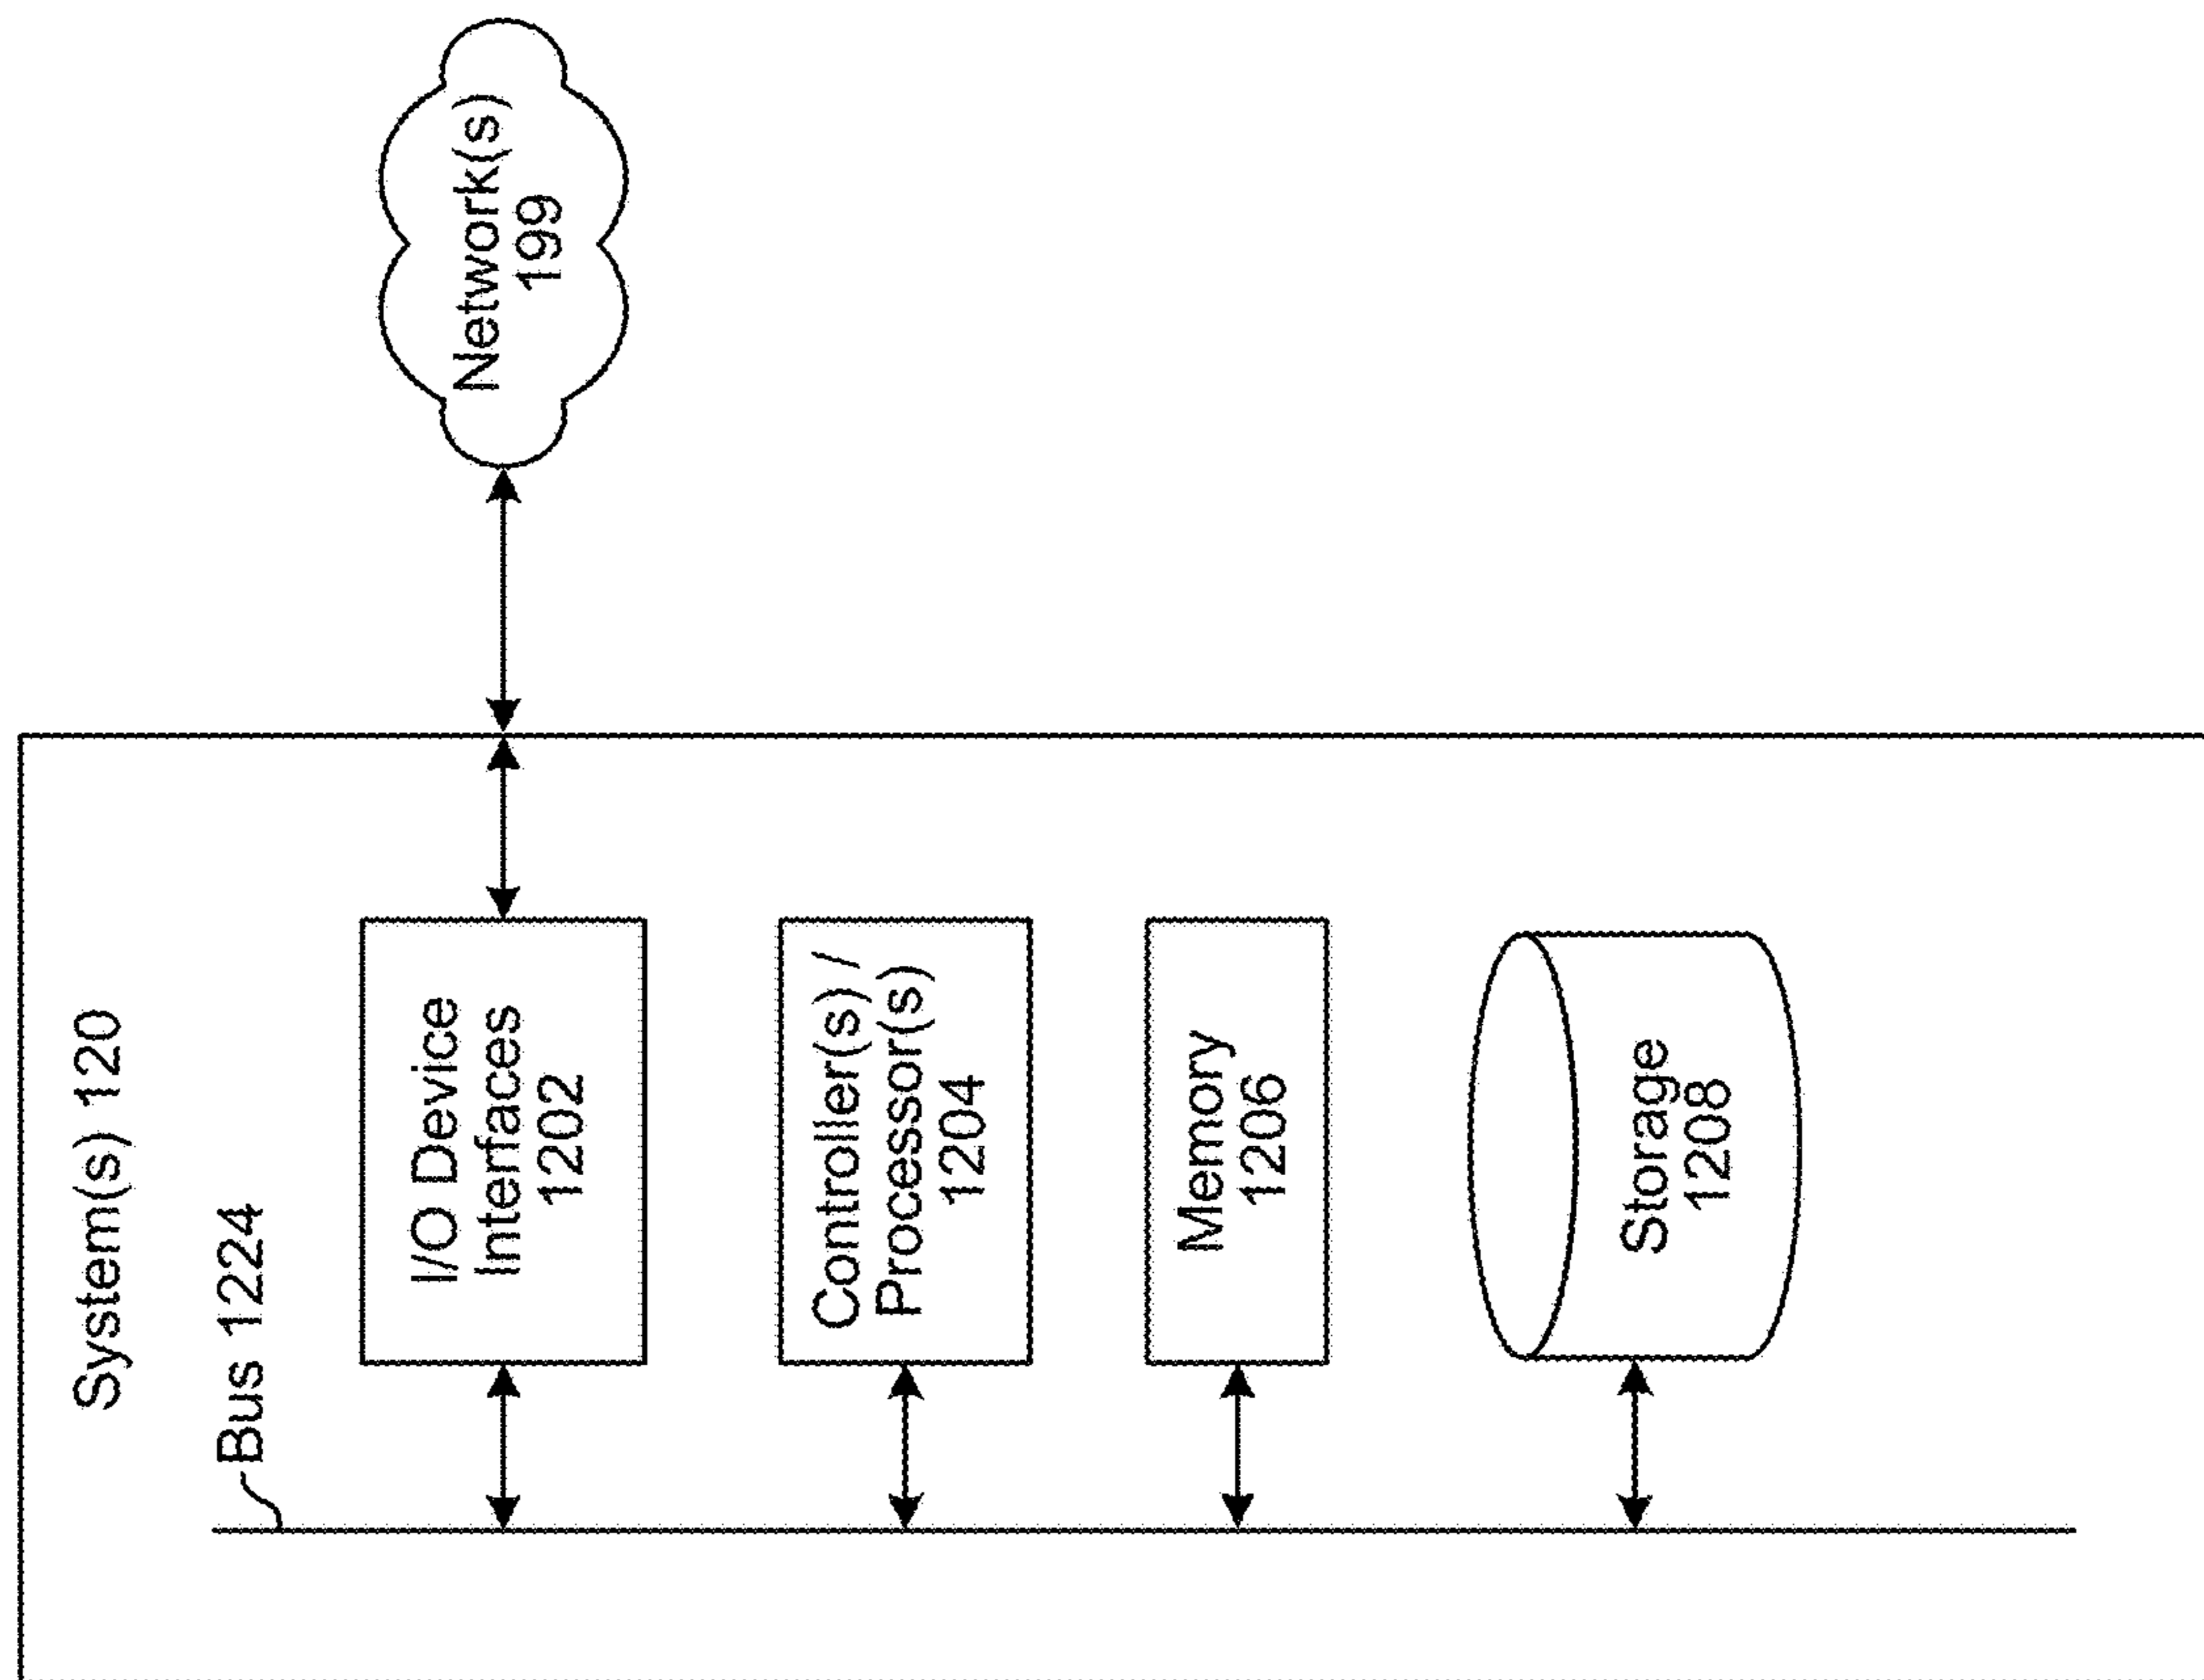 System(s) 120
Bus 1224
I/O Device
Interfaces
1202
Network(s)
199
Controller(s) /
Processor(s)
1204
Memory
1206
Storage
1208